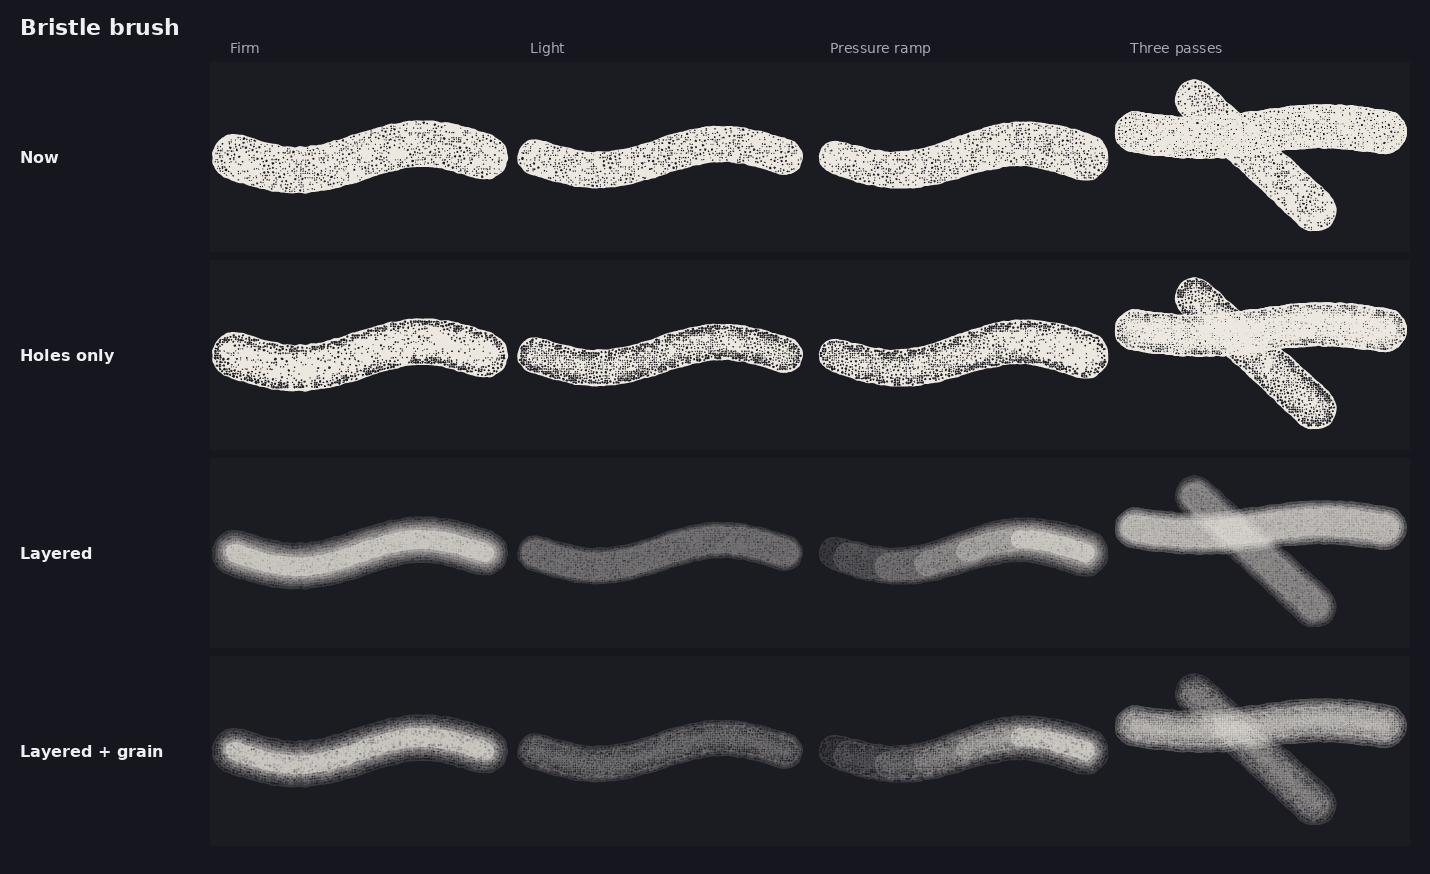 Bristle brush
Firm Light Pressure ramp Three passes
Now
Holes only
Layered
Layered + grain